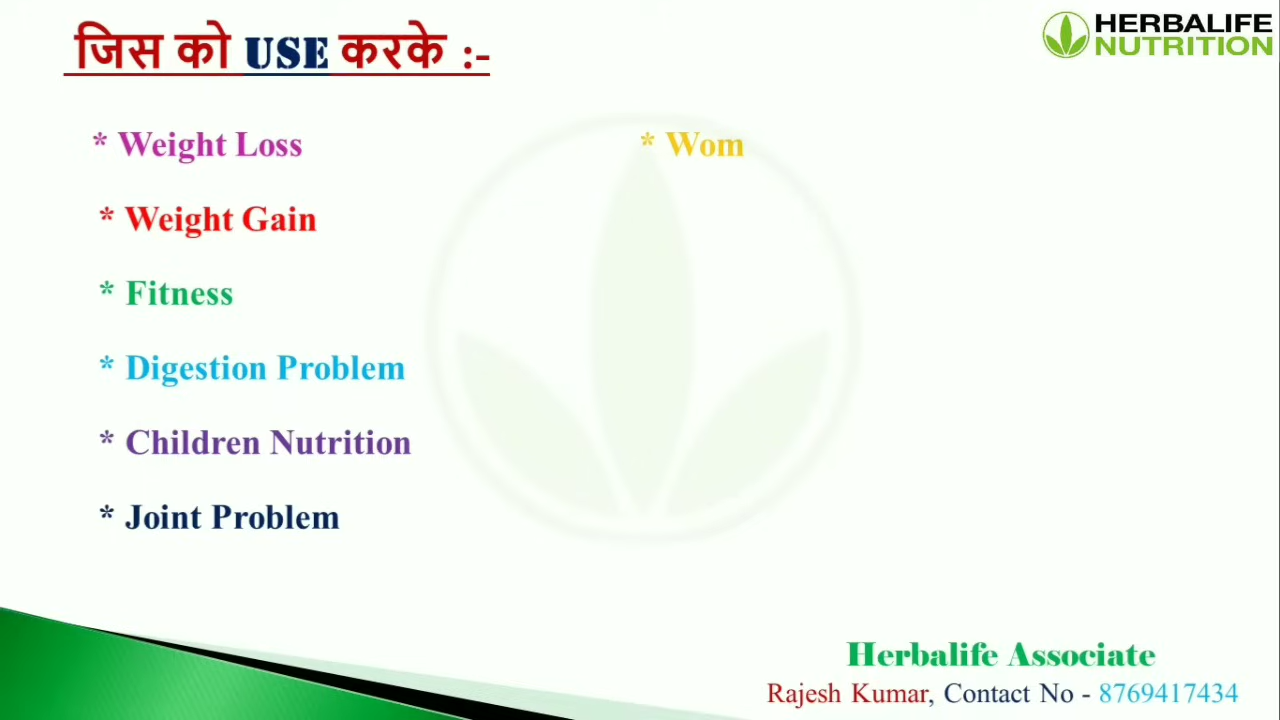 जिस को USE करके :-
HERBALIFE
NUTRITION
* Weight Loss
* Weight Gain
* Fitness
* Digestion Problem
* Children Nutrition
* Joint Problem
* Wom
Herbalife Associate
Rajesh Kumar, Contact No - 8769417434